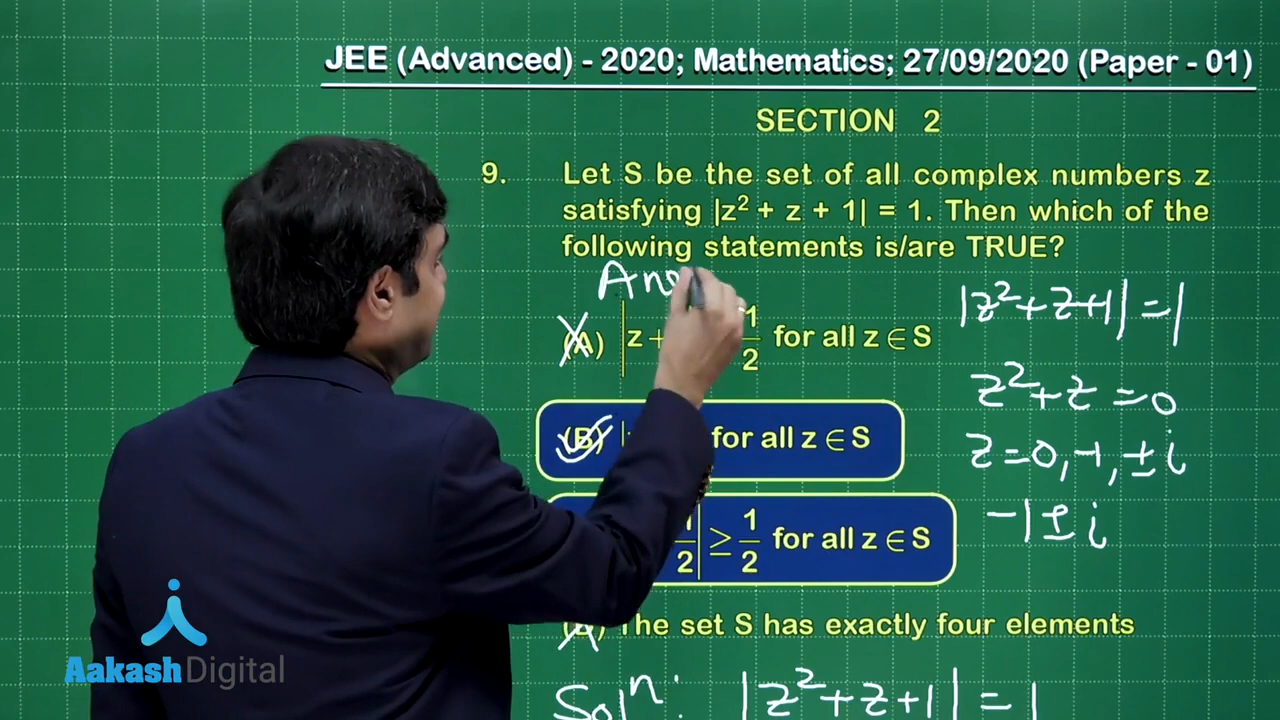 JEE (Advanced) - 2020; Mathematics; 27/09/2020 (Paper - 01)
SECTION 2
9. Let S be the set of all complex numbers z
satisfying |z² + z + 1| = 1. Then which of the
following statements is/are TRUE?
(A) |z + 1/2 for all z ∈ S
(B) | for all z ∈ S
1/2| ≥ 1/2 for all z ∈ S
The set S has exactly four elements
Solⁿ: |z²+z+1| = 1
|z²+z+1| = 1
z²+z = 0
z = 0, -1, ±i
-1 ± i
Aakash Digital